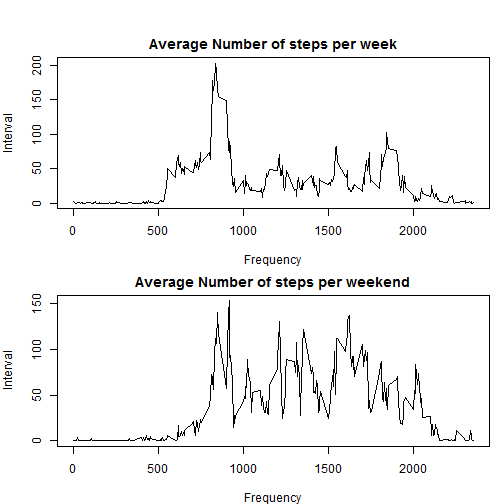 Average Number of steps per week
Interval
200
150
100
50
0
0 500 1000 1500 2000
Frequency
Average Number of steps per weekend
Interval
150
100
50
0
0 500 1000 1500 2000
Frequency